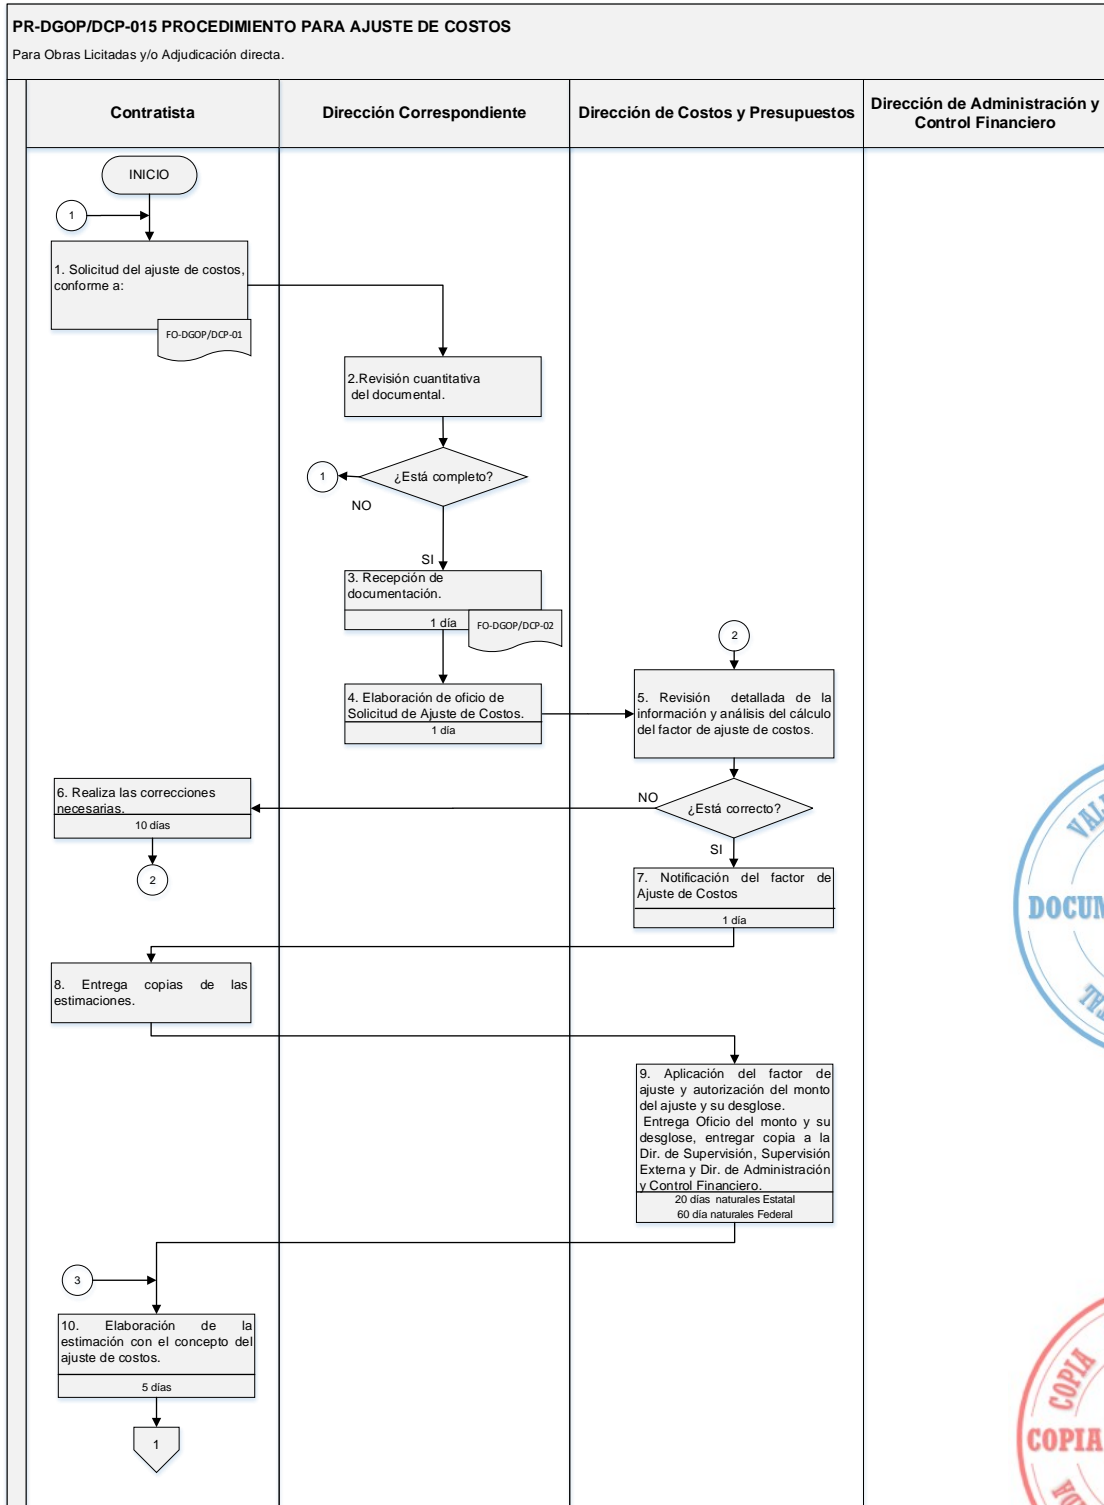 PR-DGOP/DCP-015 PROCEDIMIENTO PARA AJUSTE DE COSTOS
Para Obras Licitadas y/o Adjudicación directa.
Contratista
Dirección Correspondiente
Dirección de Costos y Presupuestos
Dirección de Administración y
Control Financiero
INICIO
1
1. Solicitud del ajuste de costos,
conforme a:
FO-DGOP/DCP-01
2.Revisión cuantitativa
del documental.
¿Está completo?
1
NO
SI
3. Recepción de
documentación.
1 día
FO-DGOP/DCP-02
4. Elaboración de oficio de
Solicitud de Ajuste de Costos.
1 día
2
5. Revisión detallada de la
información y análisis del cálculo
del factor de ajuste de costos.
¿Está correcto?
NO
SI
6. Realiza las correcciones
necesarias.
10 días
2
7. Notificación del factor de
Ajuste de Costos
1 día
8. Entrega copias de las
estimaciones.
9. Aplicación del factor de
ajuste y autorización del monto
del ajuste y su desglose.
Entrega Oficio del monto y su
desglose, entregar copia a la
Dir. de Supervisión, Supervisión
Externa y Dir. de Administración
y Control Financiero.
20 días naturales Estatal
60 día naturales Federal
3
10. Elaboración de la
estimación con el concepto del
ajuste de costos.
5 días
1
COPIA
COPIA